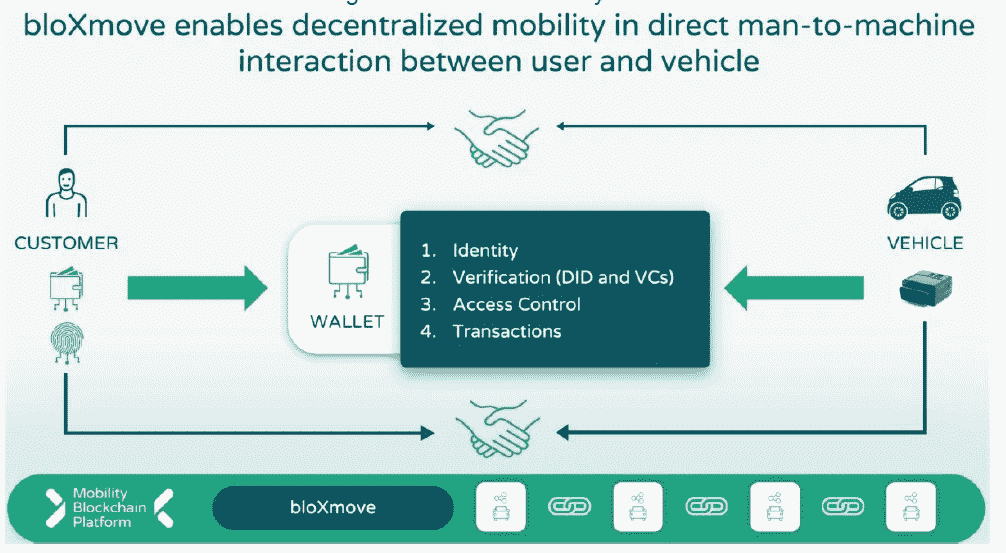 bloXmove enables decentralized mobility in direct man-to-machine
interaction between user and vehicle
CUSTOMER
VEHICLE
WALLET
1. Identity
2. Verification (DID and VCs)
3. Access Control
4. Transactions
Mobility
Blockchain
Platform
bloXmove